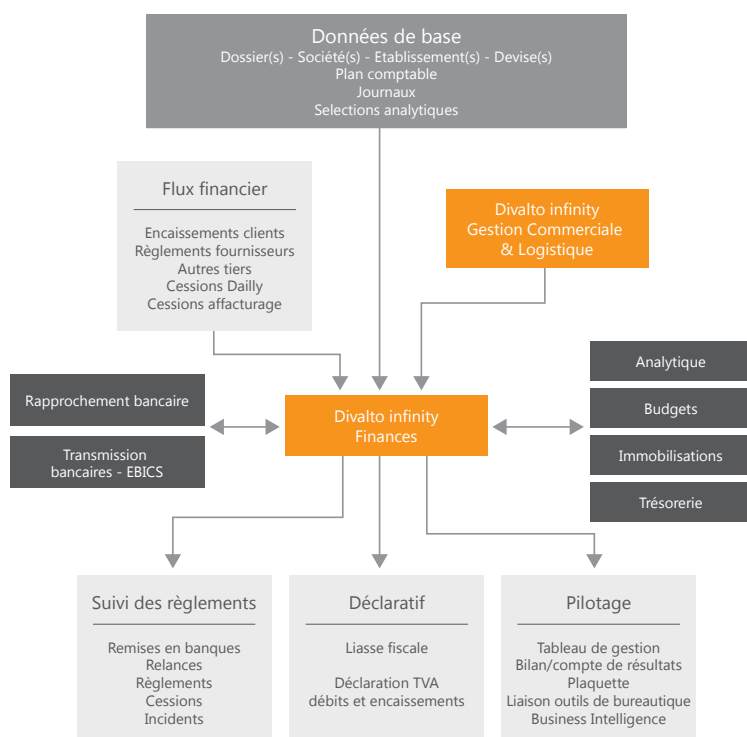 Données de base
Dossier(s) - Société(s) - Etablissement(s) - Devise(s)
Plan comptable
Journaux
Selections analytiques
Flux financier
Encaissements clients
Règlements fournisseurs
Autres tiers
Cessions Dailly
Cessions affacturage
Divalto infinity
Gestion Commerciale
& Logistique
Rapprochement bancaire
Transmission
bancaires - EBICS
Divalto infinity
Finances
Analytique
Budgets
Immobilisations
Trésorerie
Suivi des règlements
Remises en banques
Relances
Règlements
Cessions
Incidents
Déclaratif
Liasse fiscale
Déclaration TVA
débits et encaissements
Pilotage
Tableau de gestion
Bilan/compte de résultats
Plaquette
Liaison outils de bureautique
Business Intelligence